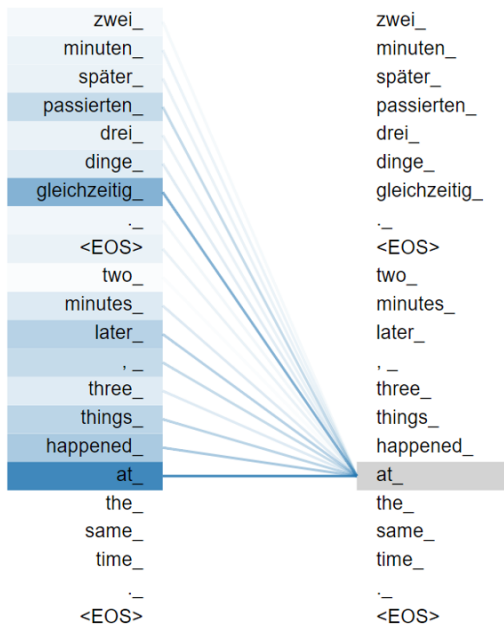 zwei_ zwei_
minuten_ minuten_
später_ später_
passierten_ passierten_
drei_ drei_
dinge_ dinge_
gleichzeitig_ gleichzeitig_
._ ._
<EOS> <EOS>
two_ two_
minutes_ minutes_
later_ later_
,_ ,_
three_ three_
things_ things_
happened_ happened_
at_ at_
the_ the_
same_ same_
time_ time_
._ ._
<EOS> <EOS>